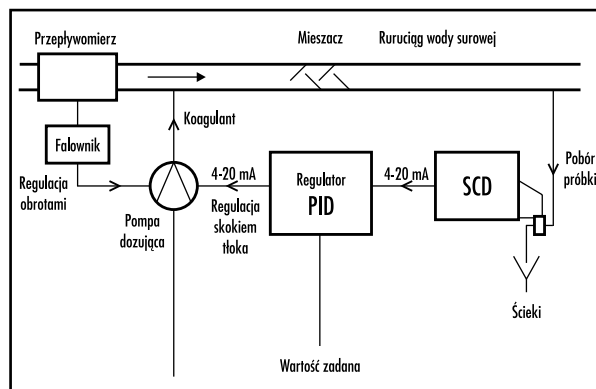 Przepływomierz
Mieszacz
Ruruciąg wody surowej
Koagulant
Falownik
Regulacja
obrotami
4-20 mA
4-20 mA
Pobór
próbki
Regulator
PID
SCD
Regulacja
skokiem
tłoka
Pompa
dozująca
Ścieki
Wartość zadana